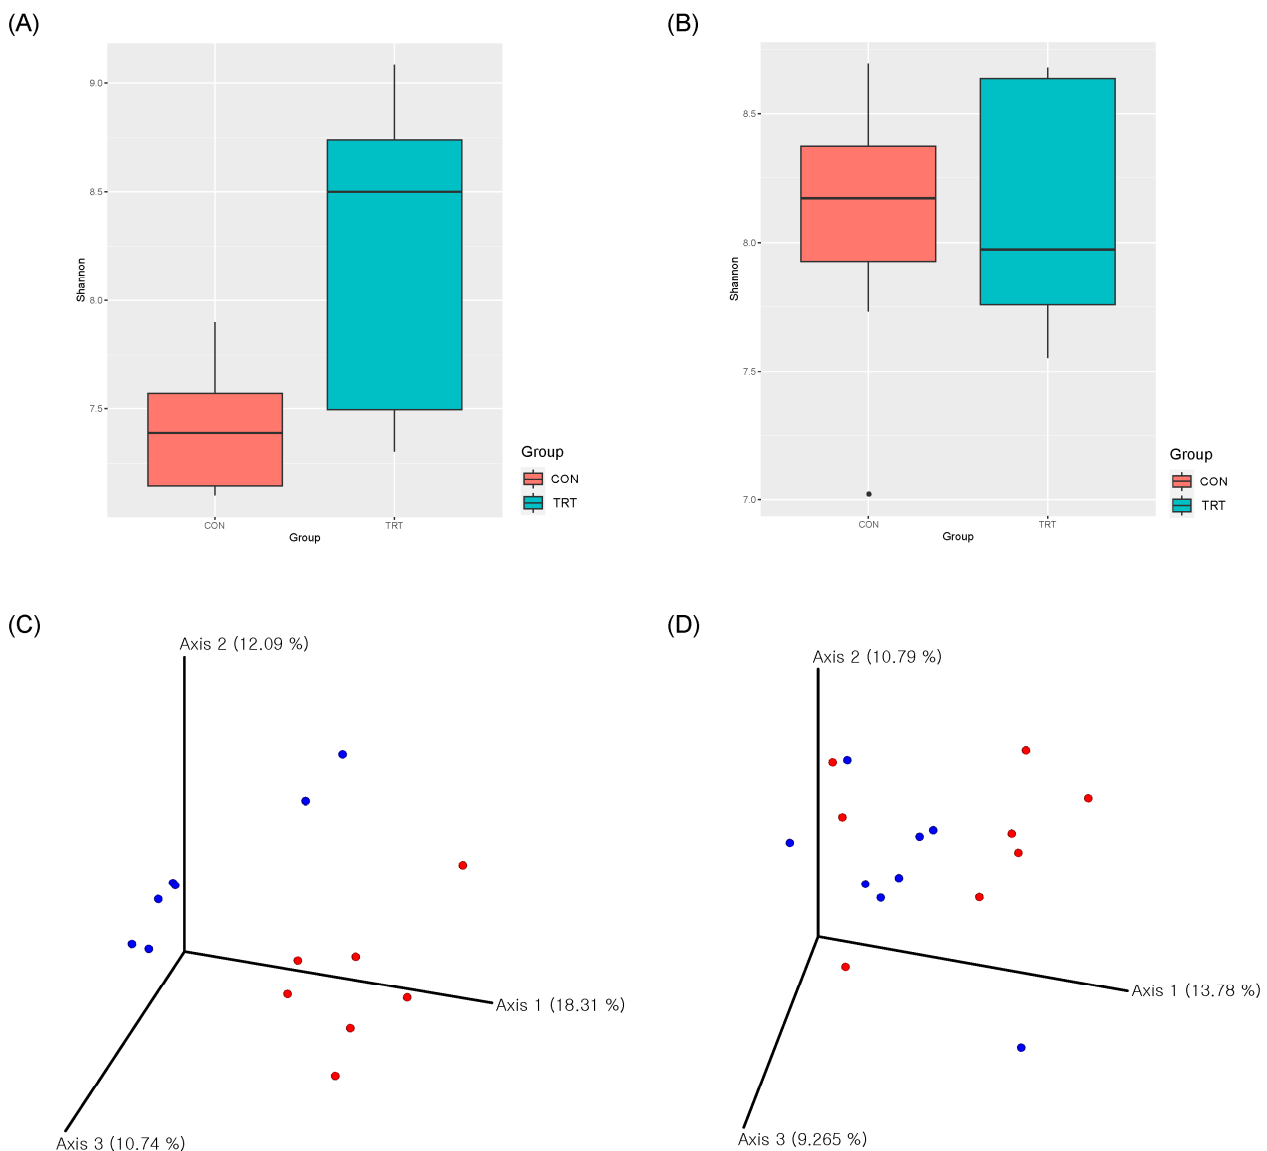 (A)
9.0
8.5
8.0
7.5
Shannon
CON
TRT
Group
Group
CON
TRT
(B)
8.5
8.0
7.5
7.0
Shannon
CON
TRT
Group
Group
CON
TRT
(C)
Axis 2 (12.09 %)
Axis 1 (18.31 %)
Axis 3 (10.74 %)
(D)
Axis 2 (10.79 %)
Axis 1 (13.78 %)
Axis 3 (9.265 %)